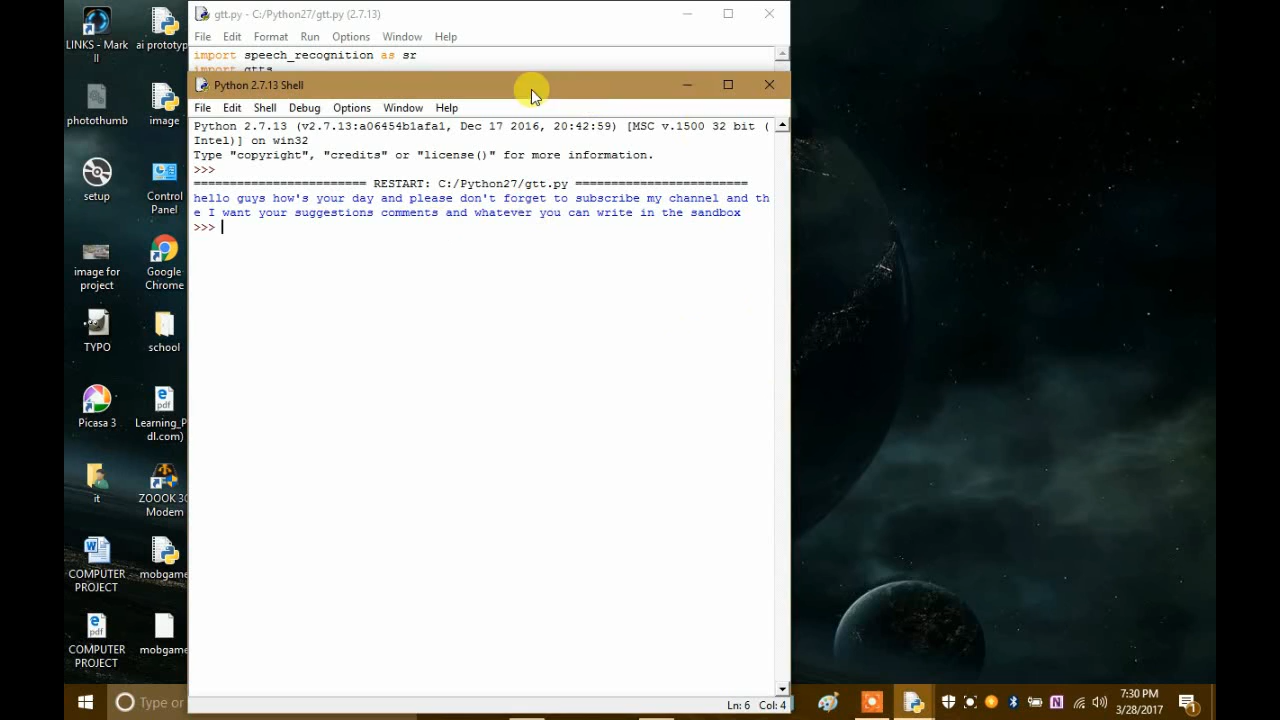 gtt.py - C:/Python27/gtt.py (2.7.13)
File Edit Format Run Options Window Help
import speech_recognition as sr
import gtts
Python 2.7.13 Shell
File Edit Shell Debug Options Window Help
Python 2.7.13 (v2.7.13:a06454b1afa1, Dec 17 2016, 20:42:59) [MSC v.1500 32 bit (
Intel)] on win32
Type "copyright", "credits" or "license()" for more information.
>>>
======================== RESTART: C:/Python27/gtt.py ========================
hello guys how's your day and please don't forget to subscribe my channel and th
e I want your suggestions comments and whatever you can write in the sandbox
>>>
Ln: 6 Col: 4
LINKS - Mark
II
ai prototyp
photothumb
image
setup
Control
Panel
image for
project
Google
Chrome
TYPO
school
Picasa 3
Learning_P
dl.com)
it
ZOOOK 3G
Modem
COMPUTER
PROJECT
mobgame
COMPUTER
PROJECT
mobgame
Type
7:30 PM
3/28/2017